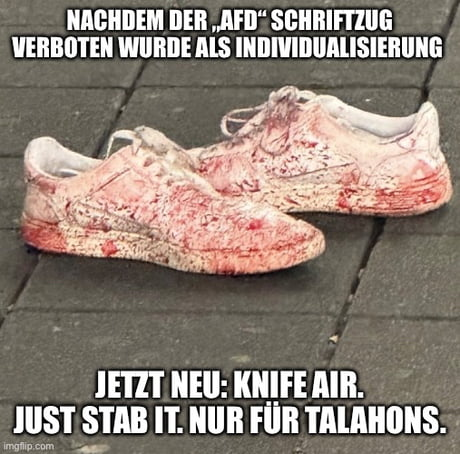 NACHDEM DER „AFD“ SCHRIFTZUG
VERBOTEN WURDE ALS INDIVIDUALISIERUNG
JETZT NEU: KNIFE AIR.
JUST STAB IT. NUR FÜR TALAHONS.
imgflip.com